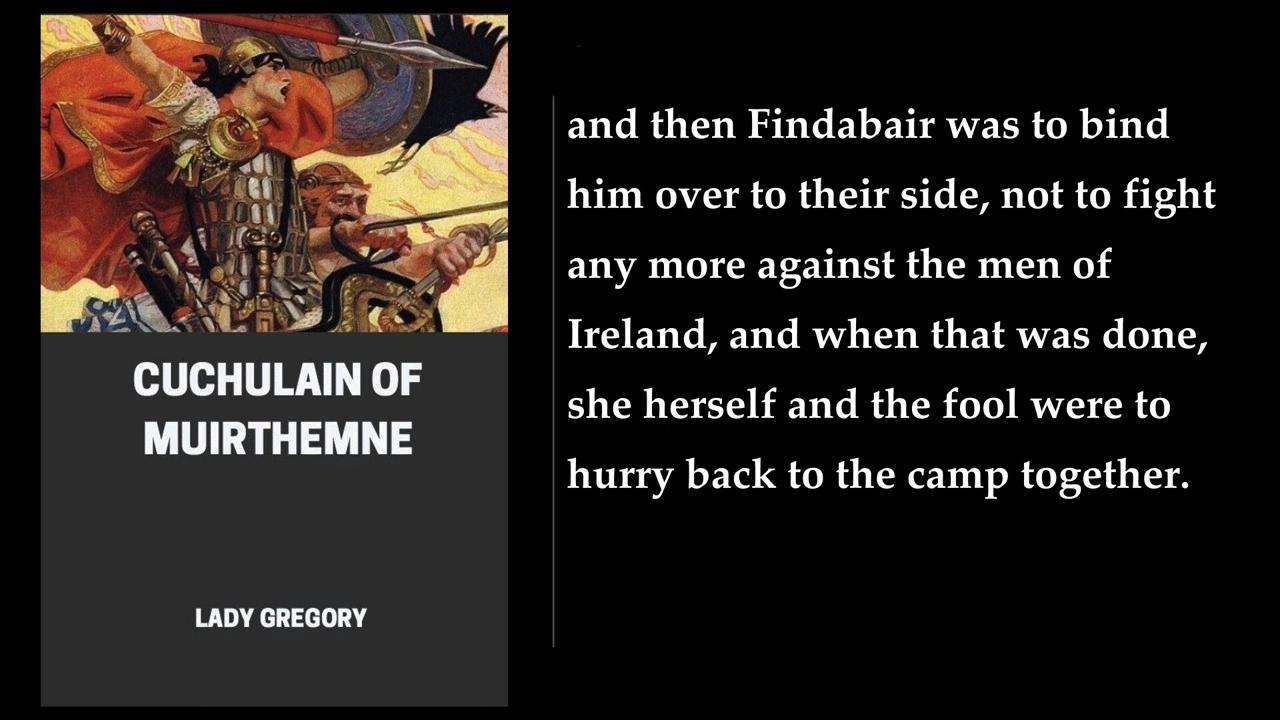 CUCHULAIN OF
MUIRTHEMNE
LADY GREGORY
and then Findabair was to bind
him over to their side, not to fight
any more against the men of
Ireland, and when that was done,
she herself and the fool were to
hurry back to the camp together.